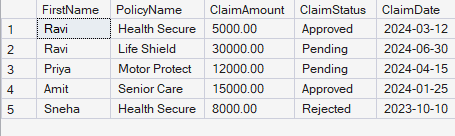 FirstName PolicyName ClaimAmount ClaimStatus ClaimDate
1 Ravi Health Secure 5000.00 Approved 2024-03-12
2 Ravi Life Shield 30000.00 Pending 2024-06-30
3 Priya Motor Protect 12000.00 Pending 2024-04-15
4 Amit Senior Care 15000.00 Approved 2024-01-25
5 Sneha Health Secure 8000.00 Rejected 2023-10-10